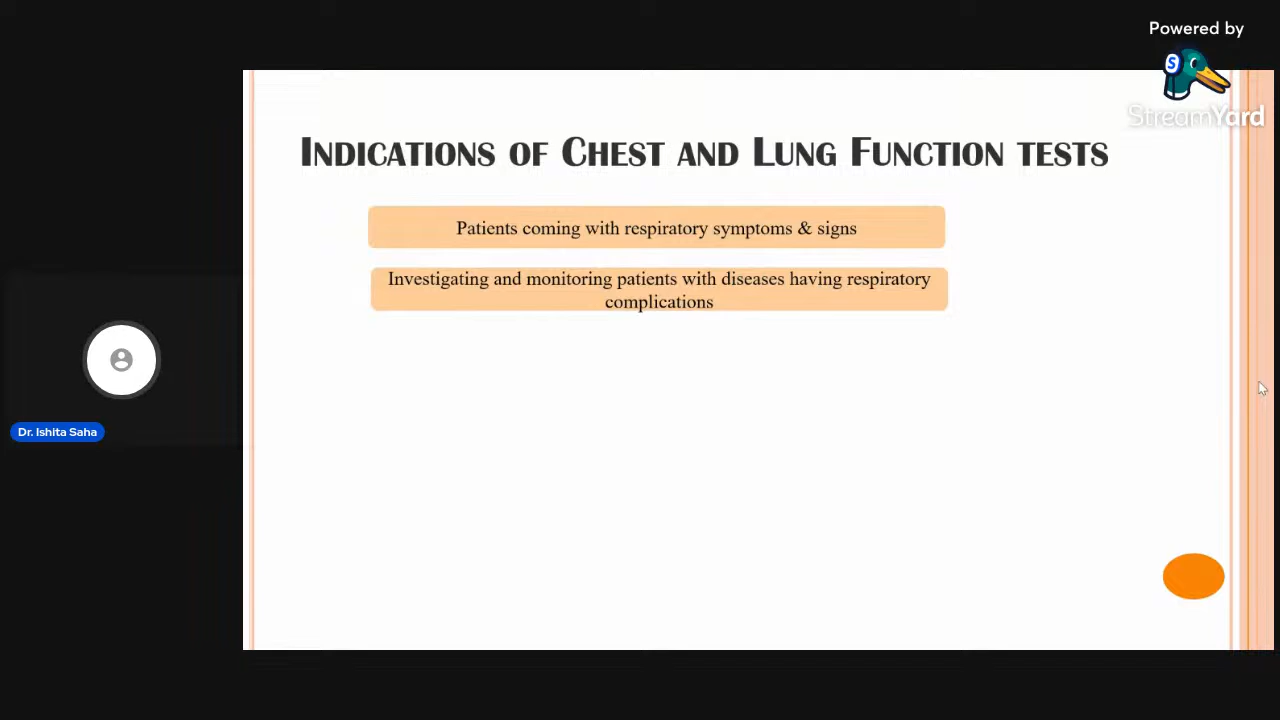 Powered by
S
StreamYard
INDICATIONS OF CHEST AND LUNG FUNCTION TESTS
Patients coming with respiratory symptoms & signs
Investigating and monitoring patients with diseases having respiratory
complications
Dr. Ishita Saha